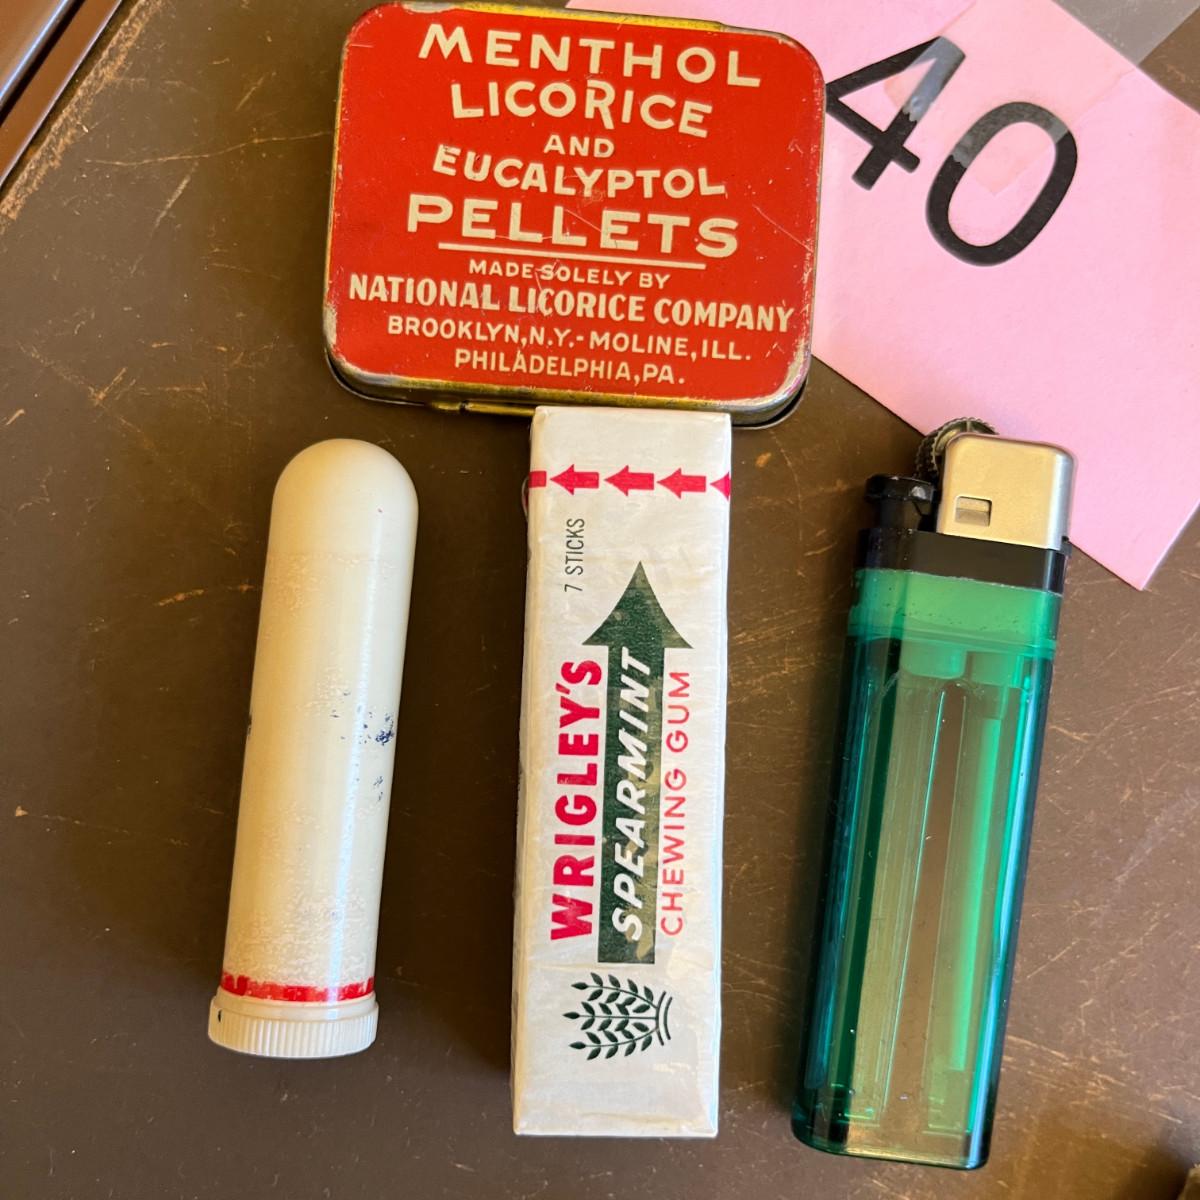 MENTHOL
LICORICE
AND
EUCALYPTOL
PELLETS
MADE SOLELY BY
NATIONAL LICORICE COMPANY
BROOKLYN, N.Y.-MOLINE, ILL.
PHILADELPHIA, PA.
40
7 STICKS
WRIGLEY'S
SPEARMINT
CHEWING GUM